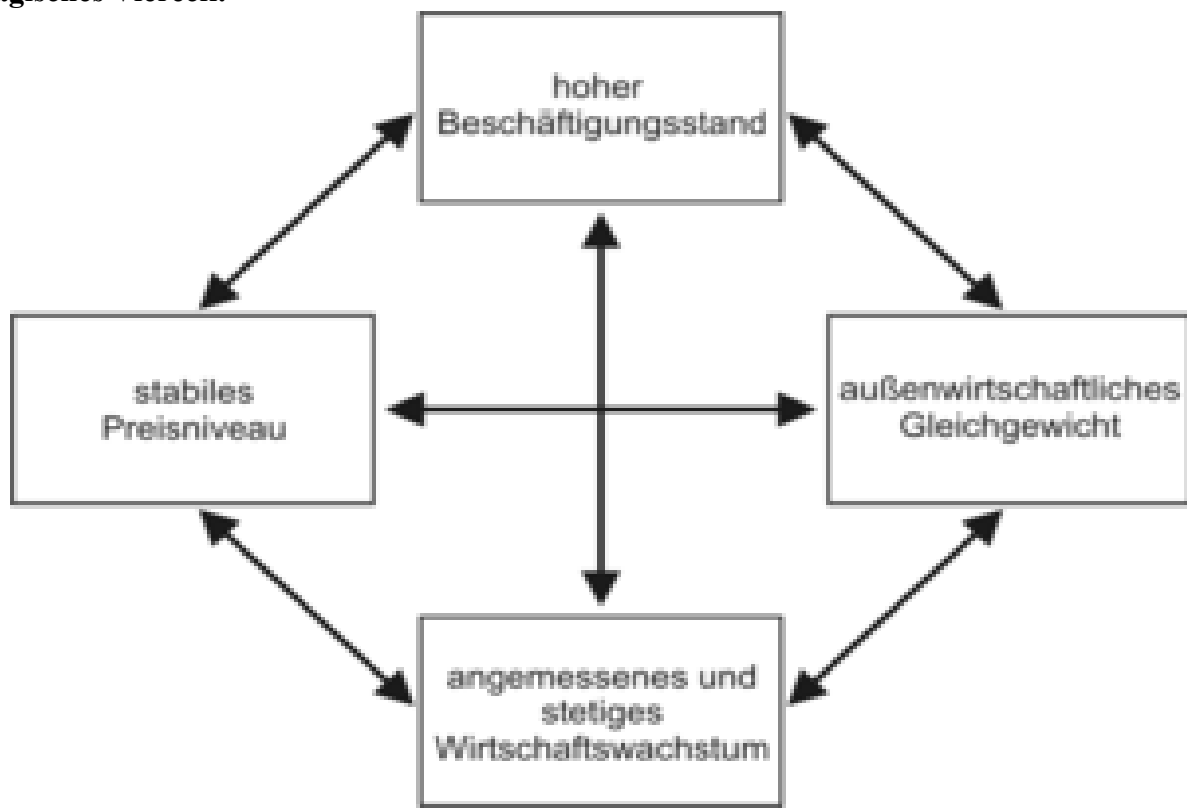 hoher
Beschäftigungsstand
stabiles
Preisniveau
außenwirtschaftliches
Gleichgewicht
angemessenes und
stetiges
Wirtschaftswachstum